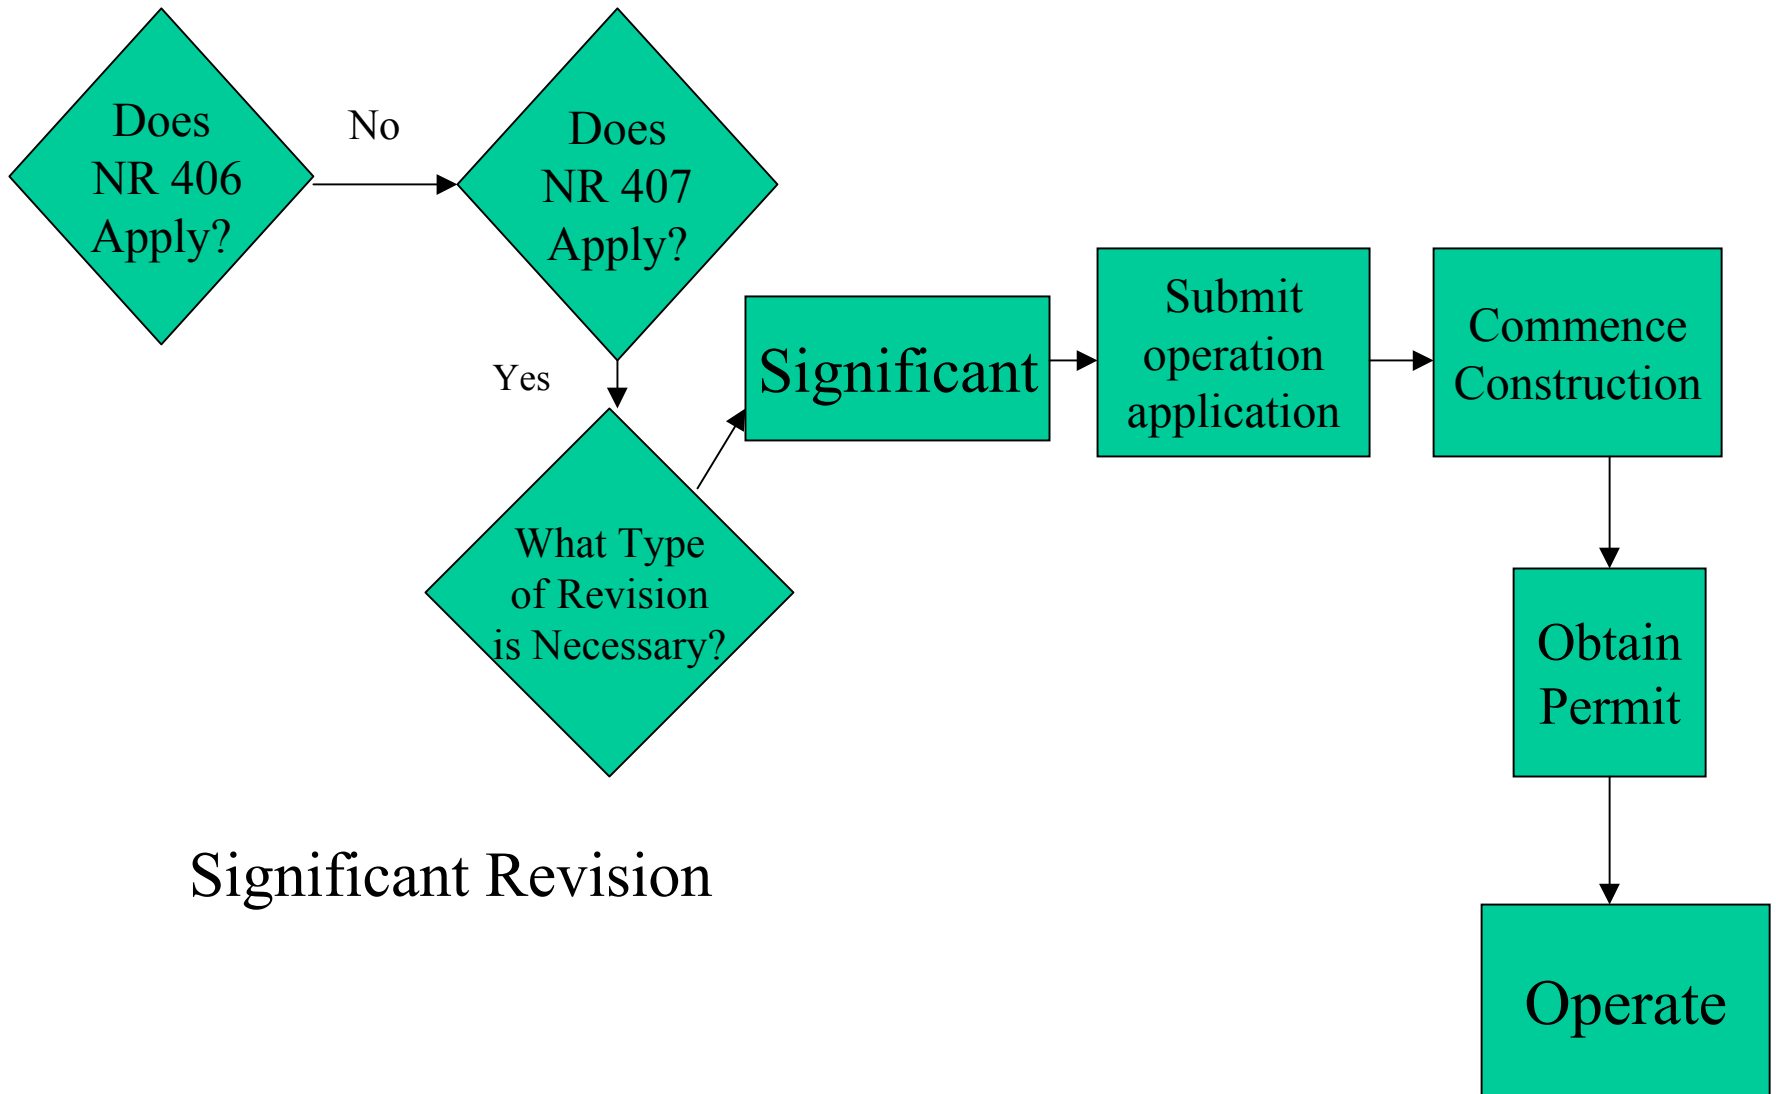 Does
NR 406
Apply?
No
Does
NR 407
Apply?
Yes
What Type
of Revision
is Necessary?
Significant
Submit
operation
application
Commence
Construction
Obtain
Permit
Operate
Significant Revision